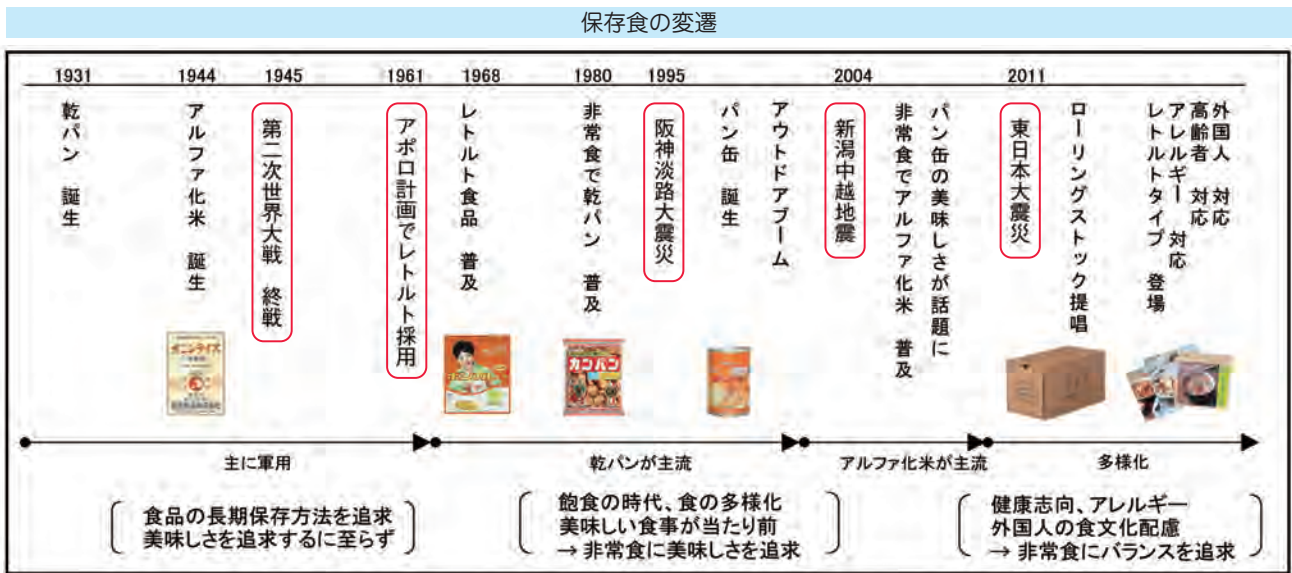 保存食の変遷
1931
1944
1945
1961
1968
1980
1995
2004
2011
乾パン 誕生
アルファ化米 誕生
第二次世界大戦 終戦
アポロ計画でレトルト採用
レトルト食品 普及
非常食で乾パン 普及
阪神淡路大震災
パン缶 誕生
アウトドアブーム
新潟中越地震
非常食でアルファ化米 普及
パン缶の美味しさが話題に
東日本大震災
ローリングストック提唱
レトルトタイプ 登場
アレルギー 対応
高齢者 対応
外国人 対応
カンパン
主に軍用
乾パンが主流
アルファ化米が主流
多様化
食品の長期保存方法を追求
美味しさを追求するに至らず
飽食の時代、食の多様化
美味しい食事が当たり前
→ 非常食に美味しさを追求
健康志向、アレルギー
外国人の食文化配慮
→ 非常食にバランスを追求